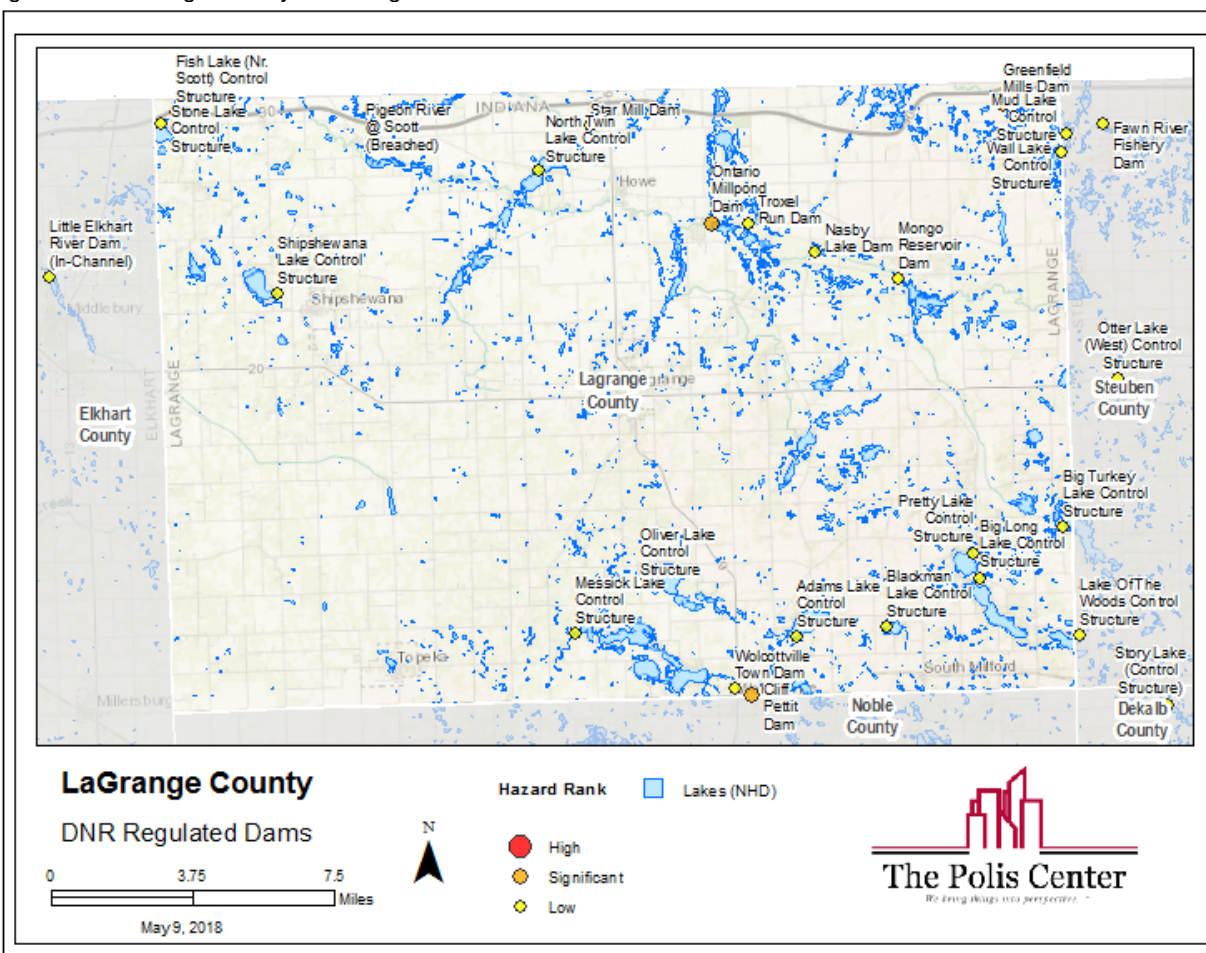 Fish Lake (Nr.
Scott) Control
Structure
Stone Lake
Control
Structure
90
Pigeon River
@ Scott
(Breached)
INDIANA
Star Mill Dam
North Twin
Lake Control
Structure
Howe
Greenfield
Mills Dam
Mud Lake
Control
Structure
Wall Lake
Control
Structure
Fawn River
Fishery
Dam
Ontario
Millpond
Dam
Troxel
Run Dam
Nasby
Lake Dam
Mongo
Reservoir
Dam
Little Elkhart
River Dam
(In-Channel)
Middlebury
Shipshewana
Lake Control
Structure
Shipshewana
LAGRANGE
Otter Lake
(West) Control
Structure
Steuben
County
20
Lagrange
County
Elkhart
County
ELKHART
LAGRANGE
Big Turkey
Lake Control
Structure
Pretty Lake
Control
Structure
Big Long
Lake Control
Structure
Oliver Lake
Control
Structure
Messick Lake
Control
Structure
Adams Lake
Control
Structure
Blackman
Lake Control
Structure
Lake Of The
Woods Control
Structure
Topeka
Wolcottville
Town Dam
Cliff
Pettit
Dam
South Milford
Story Lake
(Control
Structure)
Millersburg
Noble
County
Dekalb
County
LaGrange County
DNR Regulated Dams
0 3.75 7.5
Miles
May 9, 2018
N
Hazard Rank
High
Significant
Low
Lakes (NHD)
The Polis Center
We bring things into perspective.